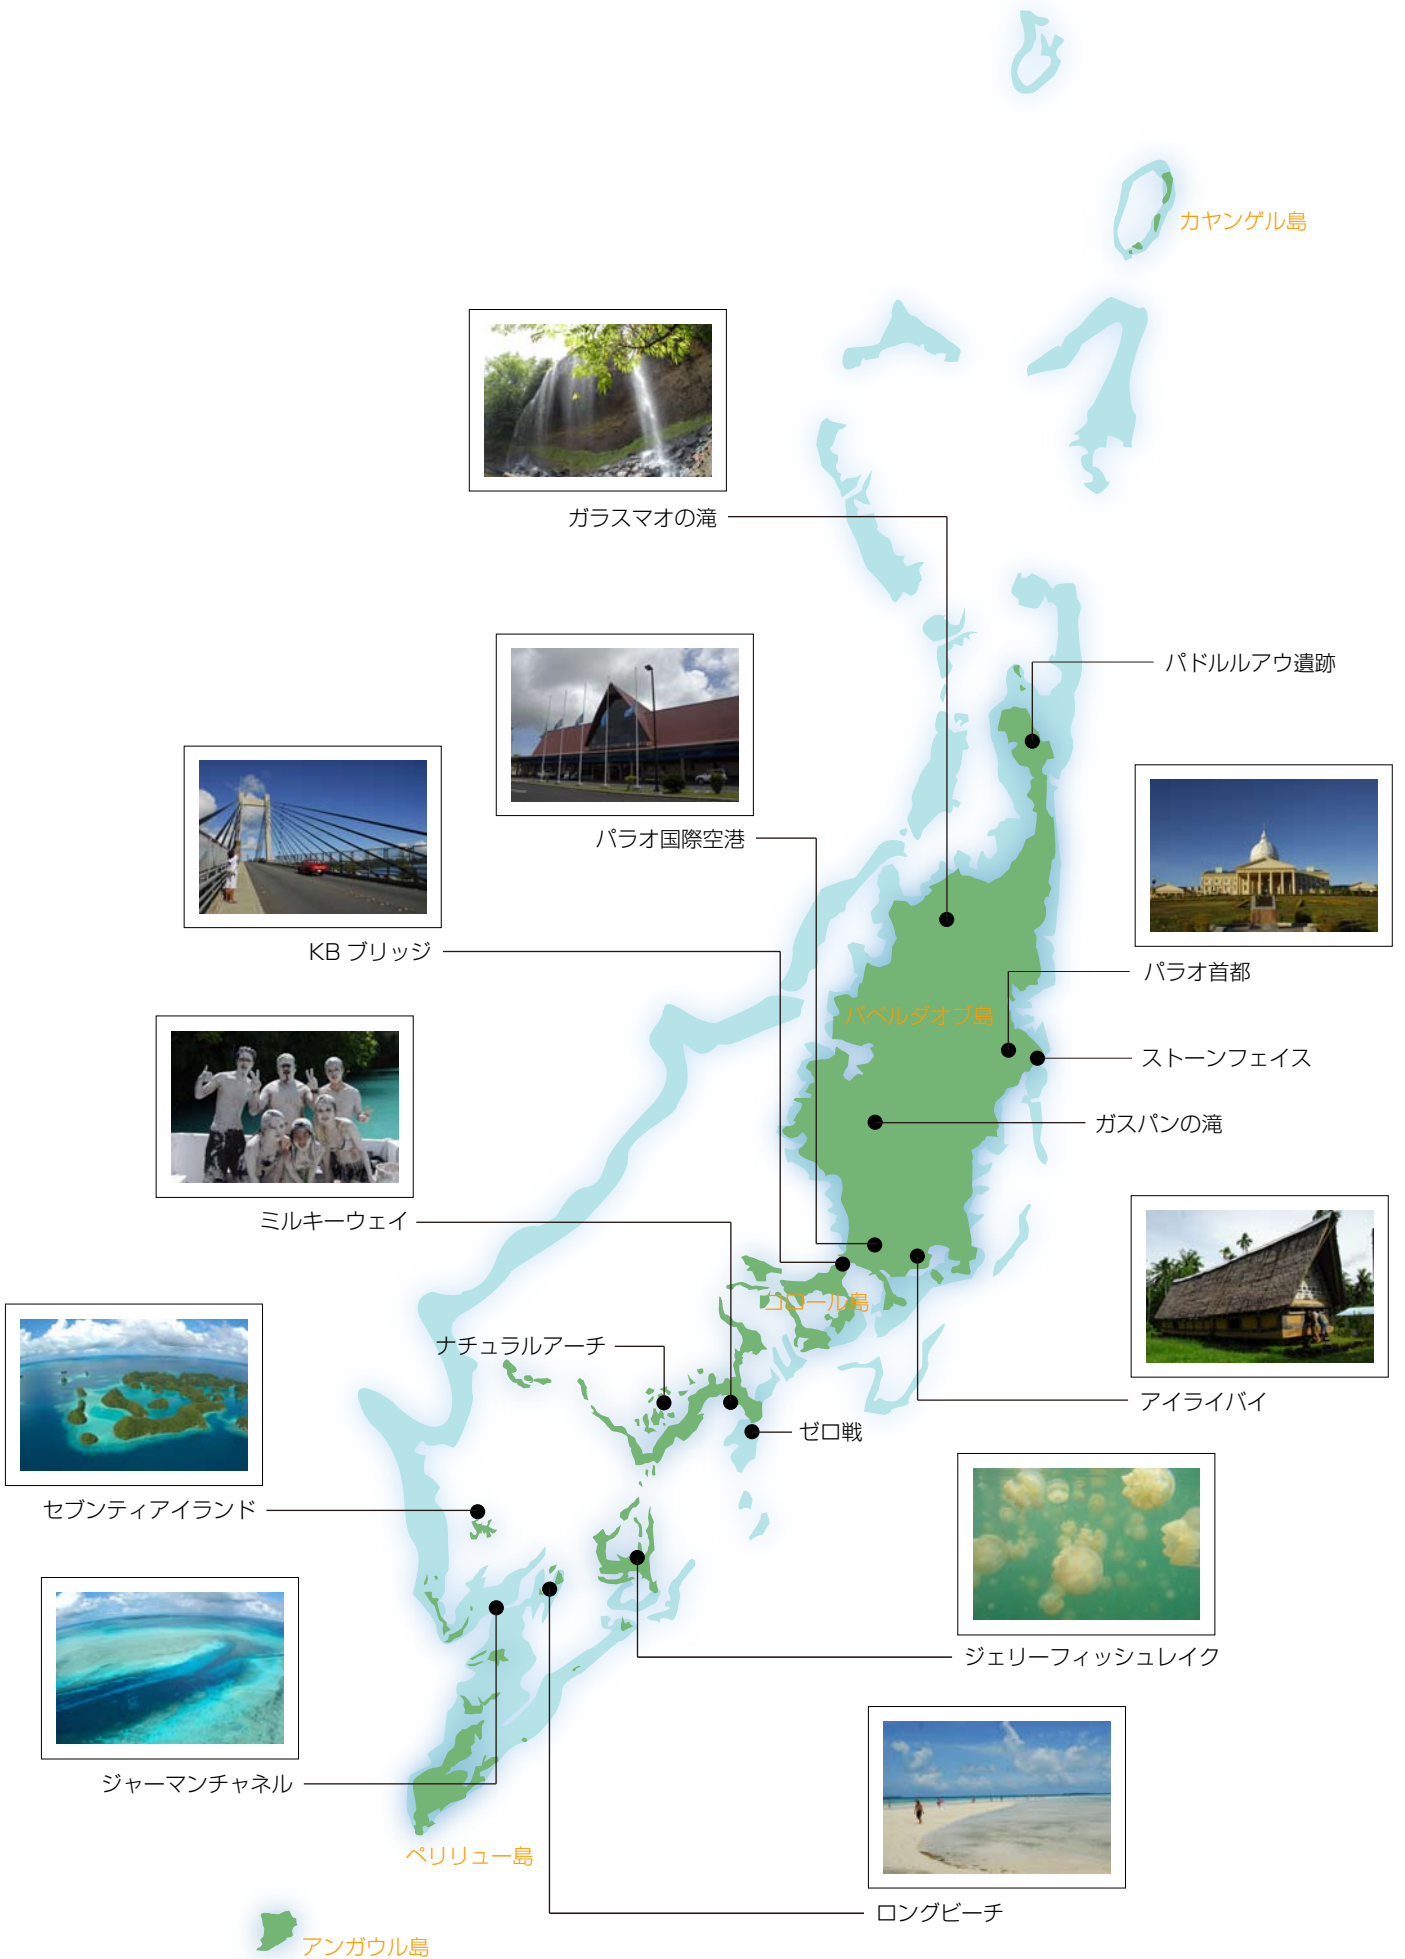 カヤンゲル島
ガラスマオの滝
パドルルアウ遺跡
パラオ国際空港
KB ブリッジ
パラオ首都
バベルダオブ島
ストーンフェイス
ガスパンの滝
ミルキーウェイ
コロール島
ナチュラルアーチ
アイライバイ
ゼロ戦
セブンティアイランド
ジェリーフィッシュレイク
ジャーマンチャネル
ペリリュー島
ロングビーチ
アンガウル島